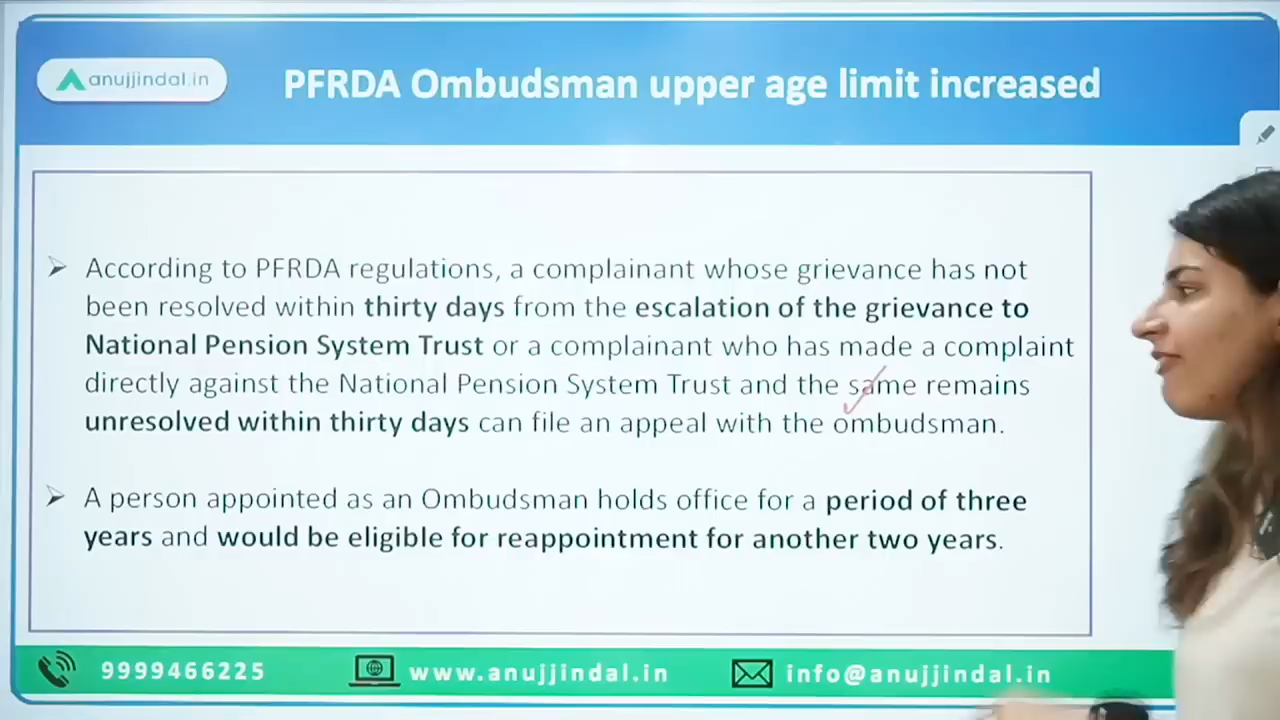 anujjindal.in
PFRDA Ombudsman upper age limit increased
According to PFRDA regulations, a complainant whose grievance has not
been resolved within thirty days from the escalation of the grievance to
National Pension System Trust or a complainant who has made a complaint
directly against the National Pension System Trust and the same remains
unresolved within thirty days can file an appeal with the ombudsman.
A person appointed as an Ombudsman holds office for a period of three
years and would be eligible for reappointment for another two years.
9999466225 www.anujjindal.in info@anujjindal.in